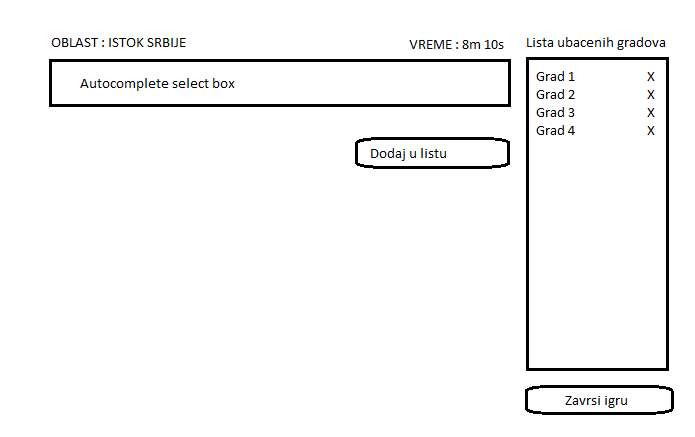 OBLAST : ISTOK SRBIJE
VREME : 8m 10s
Lista ubacenih gradova
Autocomplete select box
Dodaj u listu
Grad 1 X
Grad 2 X
Grad 3 X
Grad 4 X
Zavrsi igru